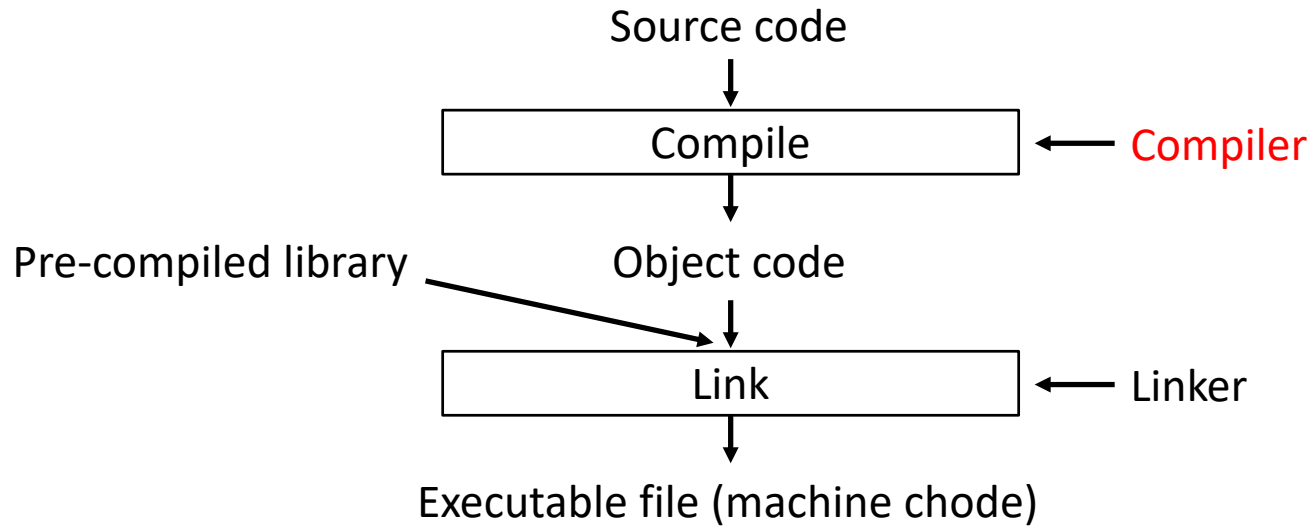 Source code
Compile
Compiler
Pre-compiled library
Object code
Link
Linker
Executable file (machine chode)